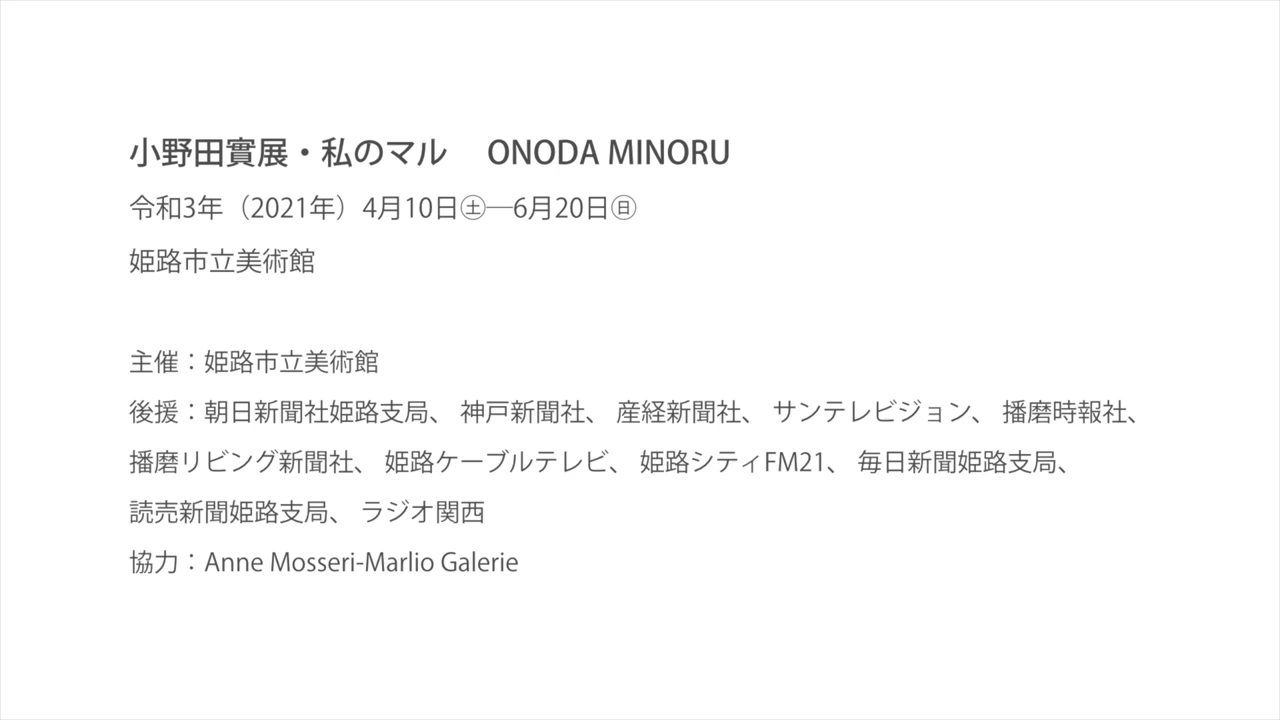 小野田實展・私のマル　ONODA MINORU
令和3年（2021年）4月10日㊏―6月20日㊐
姫路市立美術館
主催：姫路市立美術館
後援：朝日新聞社姫路支局、 神戸新聞社、 産経新聞社、 サンテレビジョン、 播磨時報社、
播磨リビング新聞社、 姫路ケーブルテレビ、 姫路シティFM21、 毎日新聞姫路支局、
読売新聞姫路支局、 ラジオ関西
協力：Anne Mosseri-Marlio Galerie